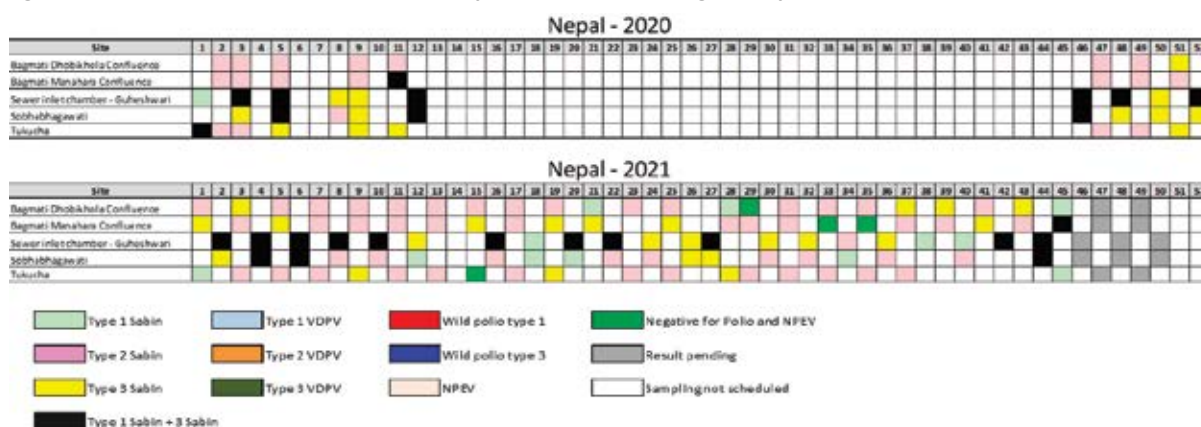 Nepal - 2020
Site 1 2 3 4 5 6 7 8 9 10 11 12 13 14 15 16 17 18 19 20 21 22 23 24 25 26 27 28 29 30 31 32 33 34 35 36 37 38 39 40 41 42 43 44 45 46 47 48 49 50 51
Bagmati Dhobikhola Confluence
Bagmati Manahara Confluence
Sewer inlet chamber - Guheshwari
Sobhabhagawati
Tukucha
Nepal - 2021
Site 1 2 3 4 5 6 7 8 9 10 11 12 13 14 15 16 17 18 19 20 21 22 23 24 25 26 27 28 29 30 31 32 33 34 35 36 37 38 39 40 41 42 43 44 45 46 47 48 49 50 51
Bagmati Dhobikhola Confluence
Bagmati Manahara Confluence
Sewer inlet chamber - Guheshwari
Sobhabhagawati
Tukucha
Type 1 Sabin Type 1 VDPV Wild polio type 1 Negative for Polio and NPEV
Type 2 Sabin Type 2 VDPV Wild polio type 3 Result pending
Type 3 Sabin Type 3 VDPV NPEV Sampling not scheduled
Type 1 Sabin + 3 Sabin